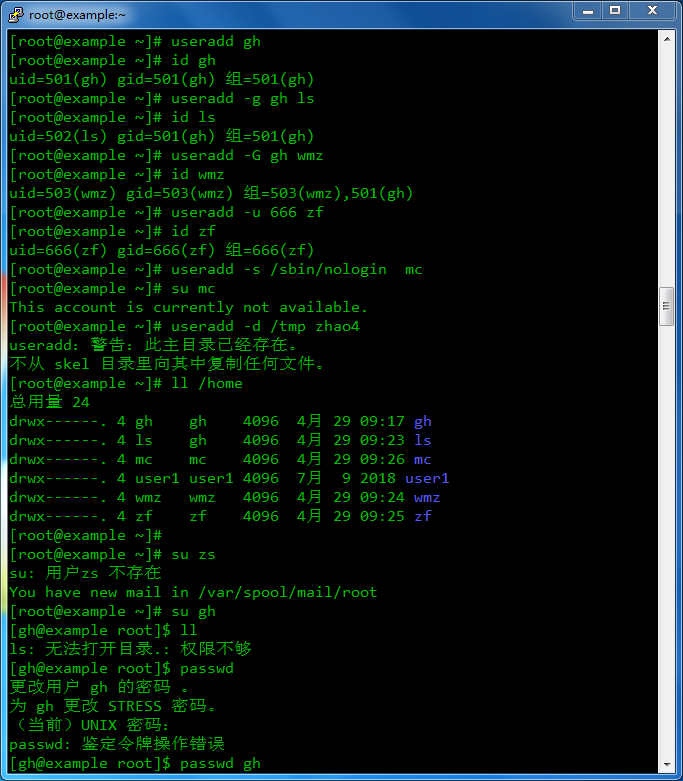 root@example:~
[root@example ~]# useradd gh
[root@example ~]# id gh
uid=501(gh) gid=501(gh) 组=501(gh)
[root@example ~]# useradd -g gh ls
[root@example ~]# id ls
uid=502(ls) gid=501(gh) 组=501(gh)
[root@example ~]# useradd -G gh wmz
[root@example ~]# id wmz
uid=503(wmz) gid=503(wmz) 组=503(wmz),501(gh)
[root@example ~]# useradd -u 666 zf
[root@example ~]# id zf
uid=666(zf) gid=666(zf) 组=666(zf)
[root@example ~]# useradd -s /sbin/nologin  mc
[root@example ~]# su mc
This account is currently not available.
[root@example ~]# useradd -d /tmp zhao4
useradd: 警告: 此主目录已经存在。
不从 skel 目录里向其中复制任何文件。
[root@example ~]# ll /home
总用量 24
drwx------. 4 gh    gh    4096  4月 29 09:17 gh
drwx------. 4 ls    gh    4096  4月 29 09:23 ls
drwx------. 4 mc    mc    4096  4月 29 09:26 mc
drwx------. 4 user1 user1 4096  7月  9 2018 user1
drwx------. 4 wmz   wmz   4096  4月 29 09:24 wmz
drwx------. 4 zf    zf    4096  4月 29 09:25 zf
[root@example ~]#
[root@example ~]# su zs
su: 用户zs 不存在
You have new mail in /var/spool/mail/root
[root@example ~]# su gh
[gh@example root]$ ll
ls: 无法打开目录.: 权限不够
[gh@example root]$ passwd
更改用户 gh 的密码 。
为 gh 更改 STRESS 密码。
（当前）UNIX 密码:
passwd: 鉴定令牌操作错误
[gh@example root]$ passwd gh